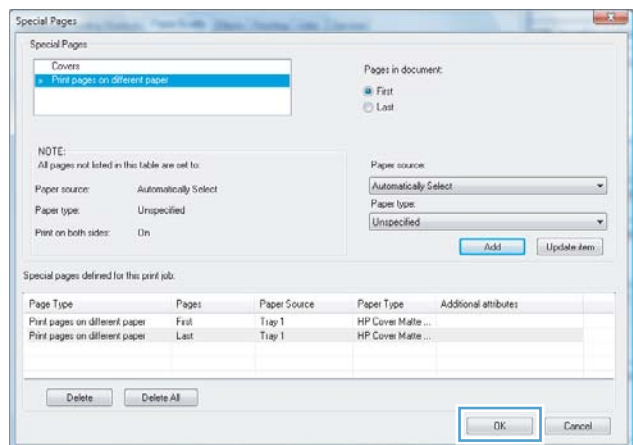 Special Pages
Special Pages
Covers
Print pages on different paper
Pages in document:
First
Last
NOTE:
All pages not listed in this table are set to:
Paper source: Automatically Select
Paper type: Unspecified
Print on both sides: On
Paper source:
Automatically Select
Paper type:
Unspecified
Add Update item
Special pages defined for this print job:
Page Type Pages Paper Source Paper Type Additional attributes
Print pages on different paper First Tray 1 HP Cover Matte ...
Print pages on different paper Last Tray 1 HP Cover Matte ...
Delete Delete All
OK Cancel